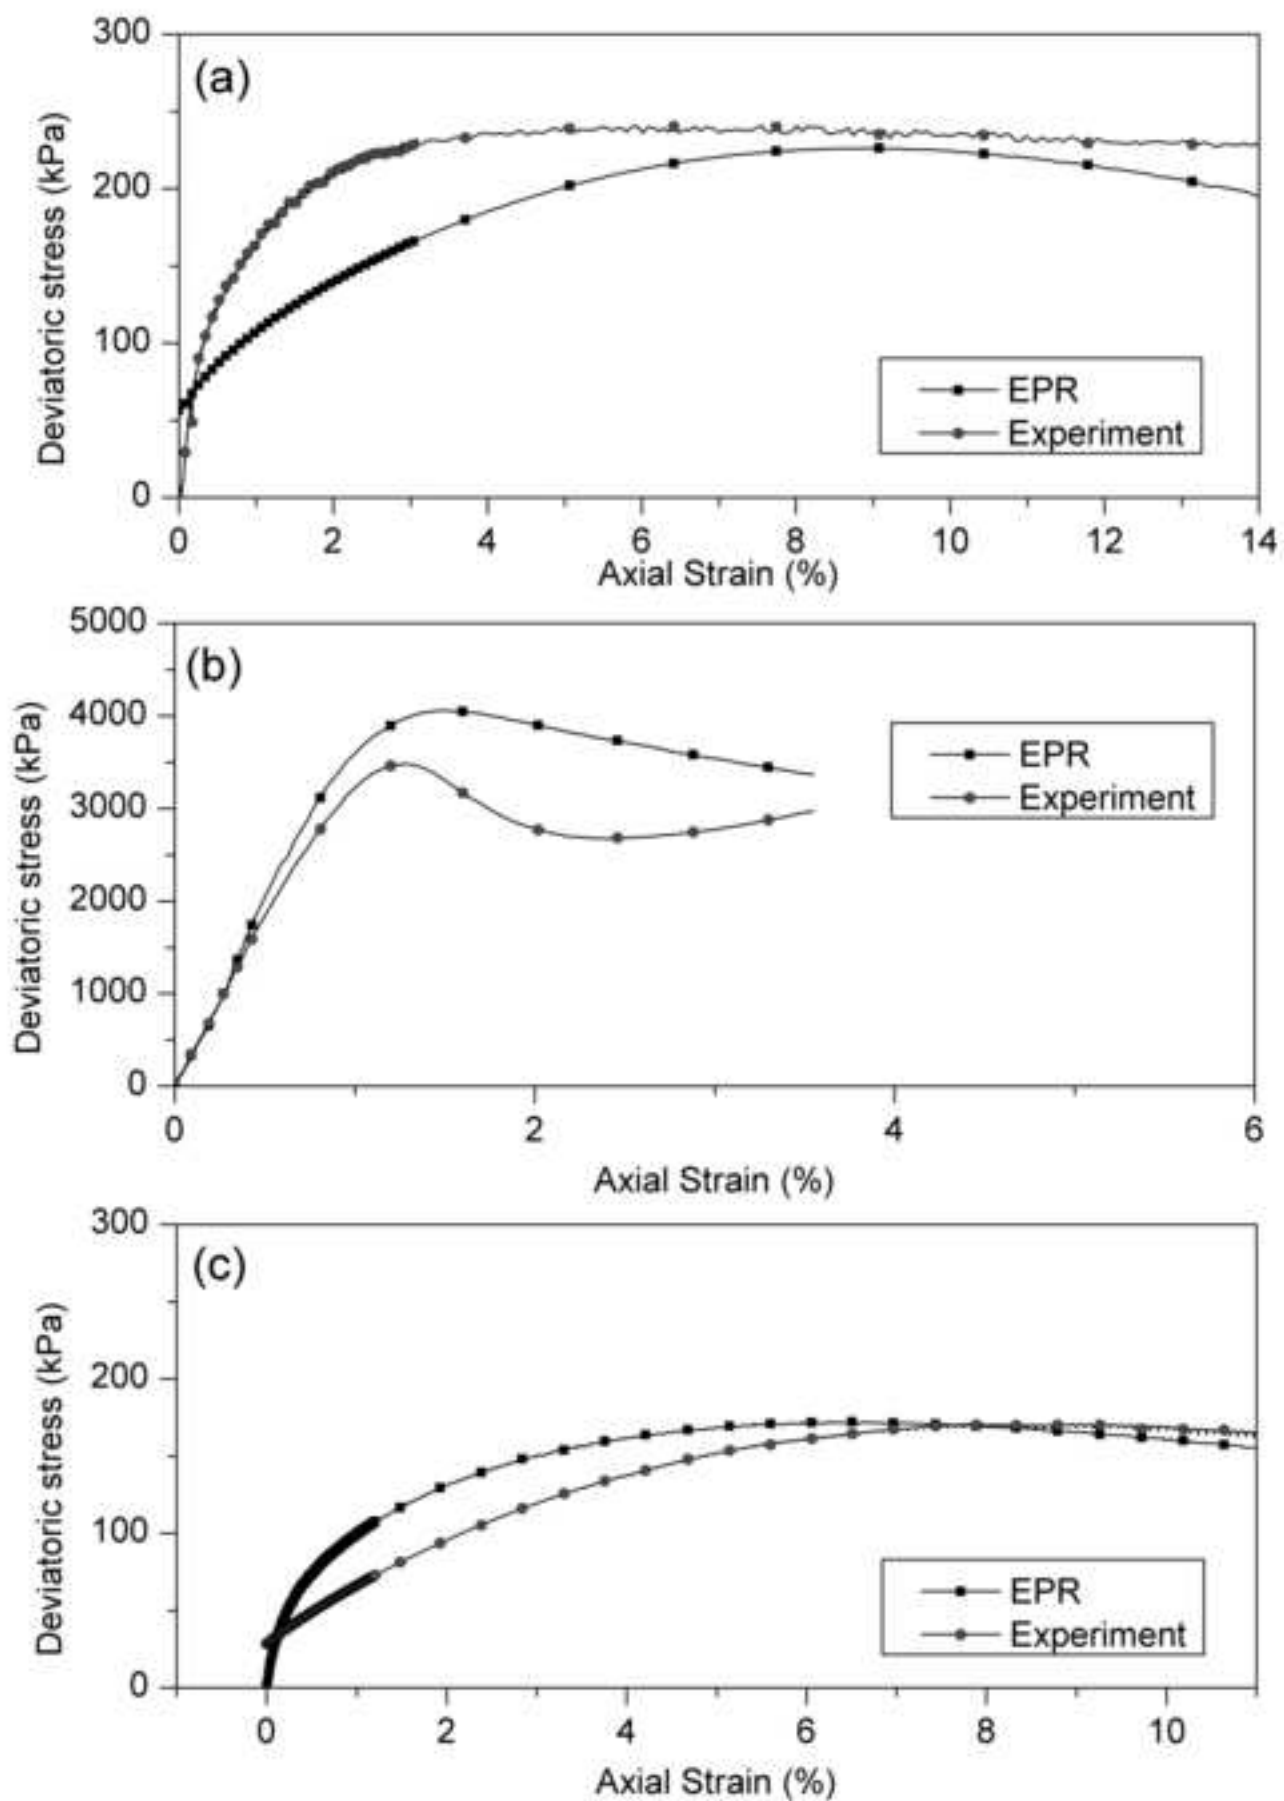 300
(a)
200
100
0
Deviatoric stress (kPa)
EPR
Experiment
0 2 4 6 8 10 12 14
Axial Strain (%)
5000
(b)
4000
3000
2000
1000
0
Deviatoric stress (kPa)
EPR
Experiment
0 2 4 6
Axial Strain (%)
300
(c)
200
100
0
Deviatoric stress (kPa)
EPR
Experiment
0 2 4 6 8 10
Axial Strain (%)